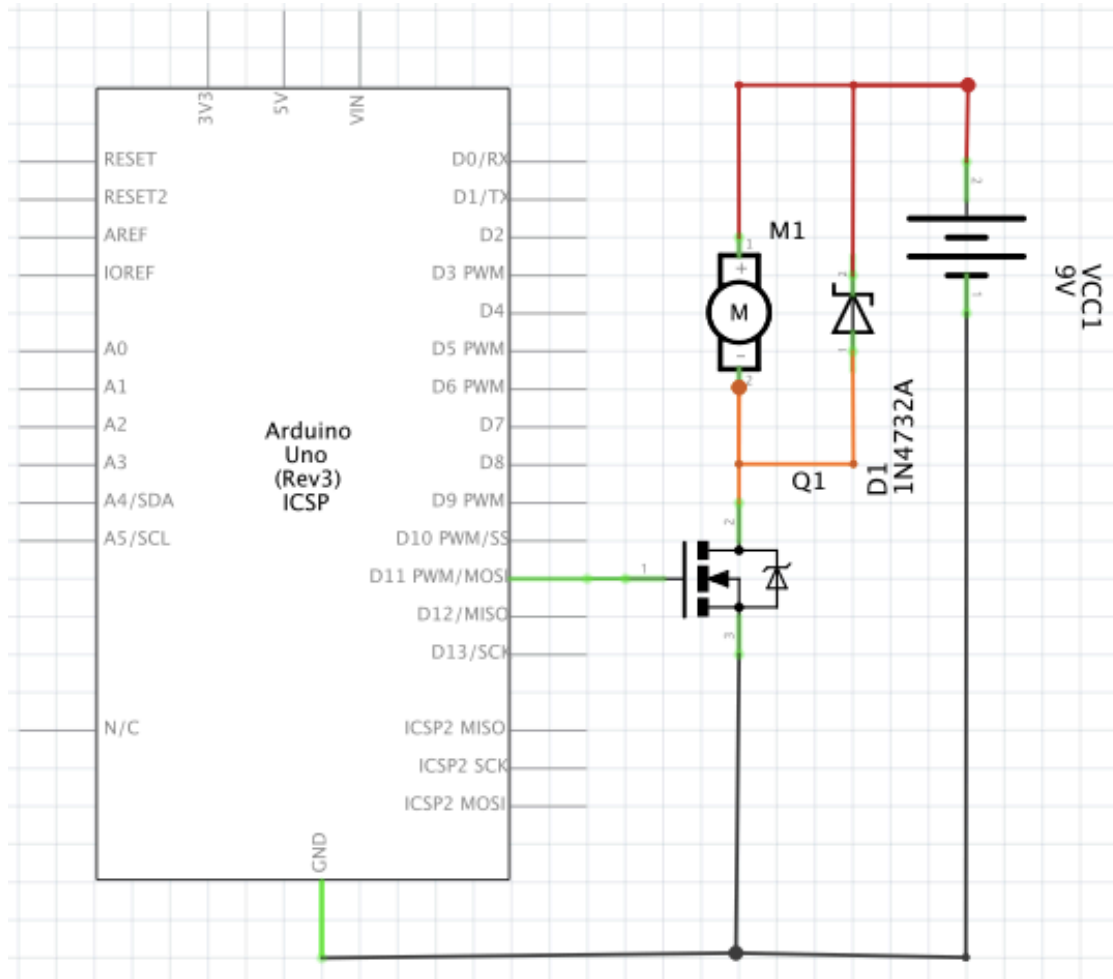 3V3
5V
VIN
RESET
RESET2
AREF
IOREF
A0
A1
A2
A3
A4/SDA
A5/SCL
N/C
Arduino
Uno
(Rev3)
ICSP
D0/RX
D1/TX
D2
D3 PWM
D4
D5 PWM
D6 PWM
D7
D8
D9 PWM
D10 PWM/SS
D11 PWM/MOSI
D12/MISO
D13/SCK
ICSP2 MISO
ICSP2 SCK
ICSP2 MOSI
GND
M1
1
+
M
-
2
2
1
D1
1N4732A
2
1
VCC1
9V
Q1
2
1
3